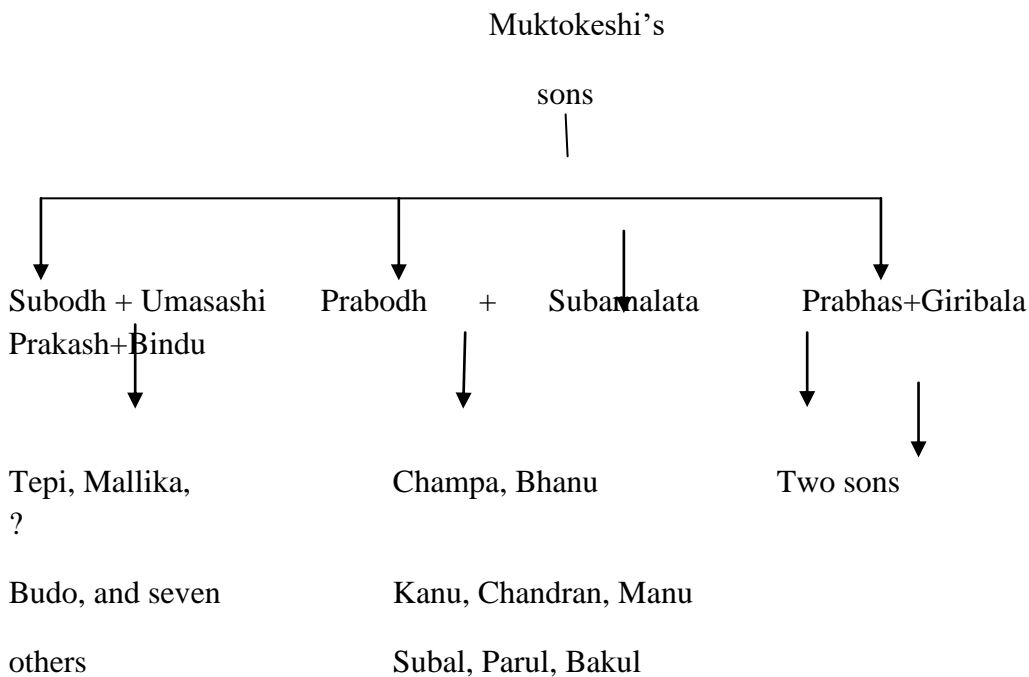 Muktokeshi’s
sons
Subodh + Umasashi Prabodh + Subarnalata Prabhas+Giribala
Prakash+Bindu
Tepi, Mallika, Champa, Bhanu Two sons
?
Budo, and seven Kanu, Chandran, Manu
others Subal, Parul, Bakul